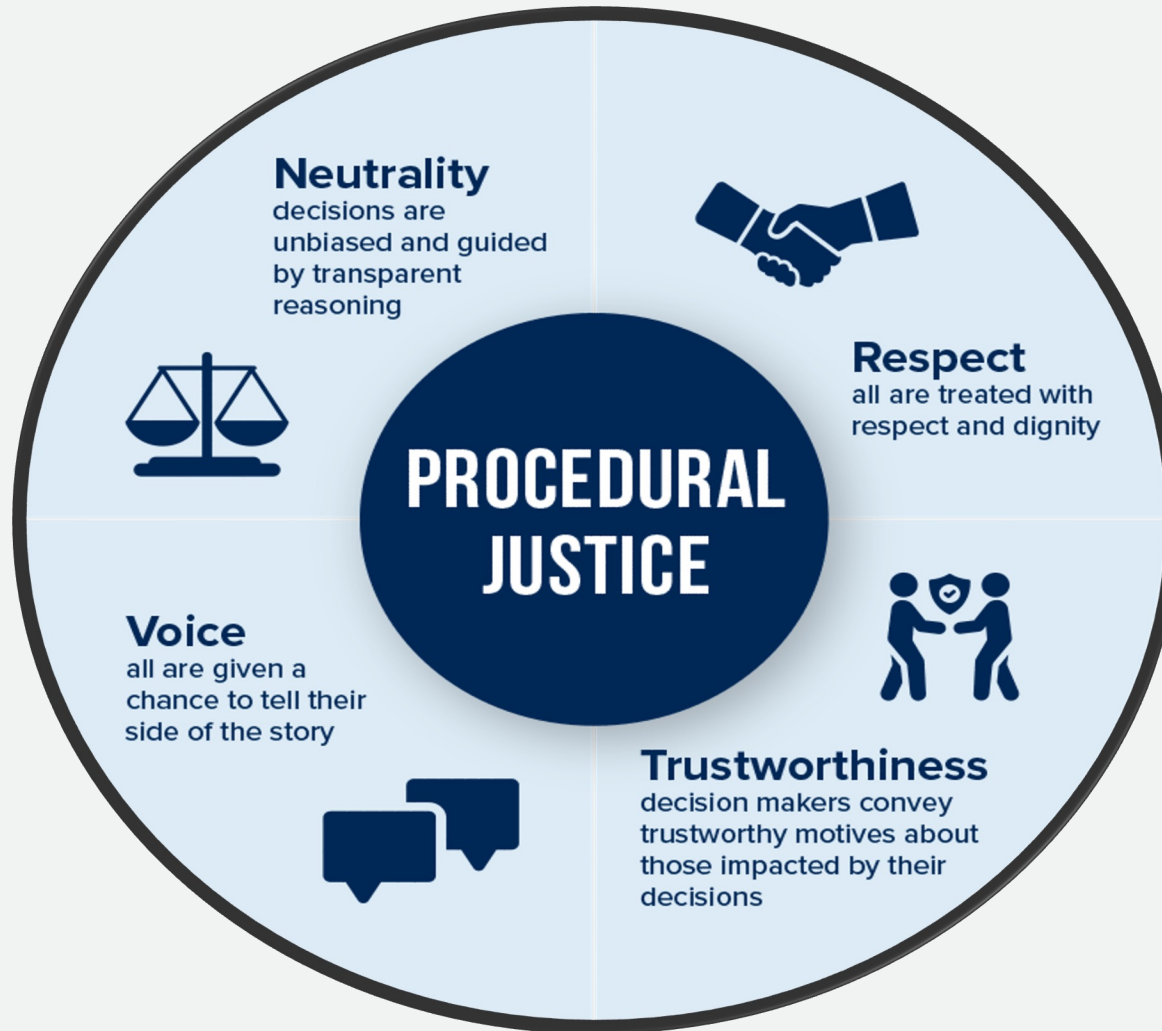 Neutrality
decisions are
unbiased and guided
by transparent
reasoning
Respect
all are treated with
respect and dignity
PROCEDURAL
JUSTICE
Voice
all are given a
chance to tell their
side of the story
Trustworthiness
decision makers convey
trustworthy motives about
those impacted by their
decisions